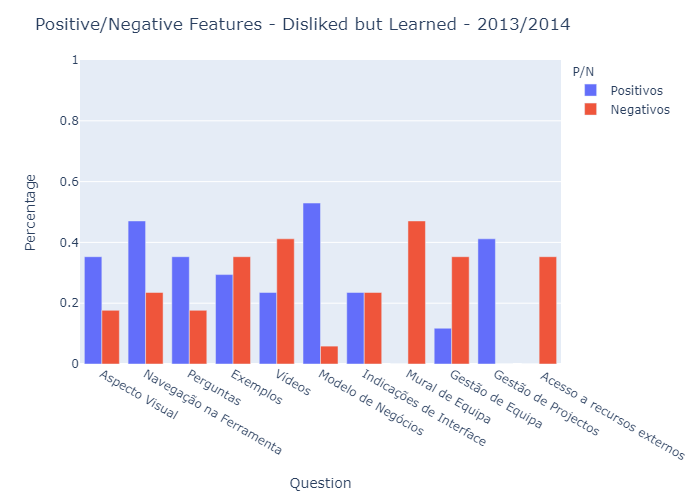 Positive/Negative Features - Disliked but Learned - 2013/2014
P/N
Positivos
Negativos
Percentage
1
0.8
0.6
0.4
0.2
0
Aspecto Visual
Navegação na Ferramenta
Perguntas
Exemplos
Vídeos
Modelo de Negócios
Indicações de Interface
Mural de Equipa
Gestão de Equipa
Gestão de Projectos
Acesso a recursos externos
Question